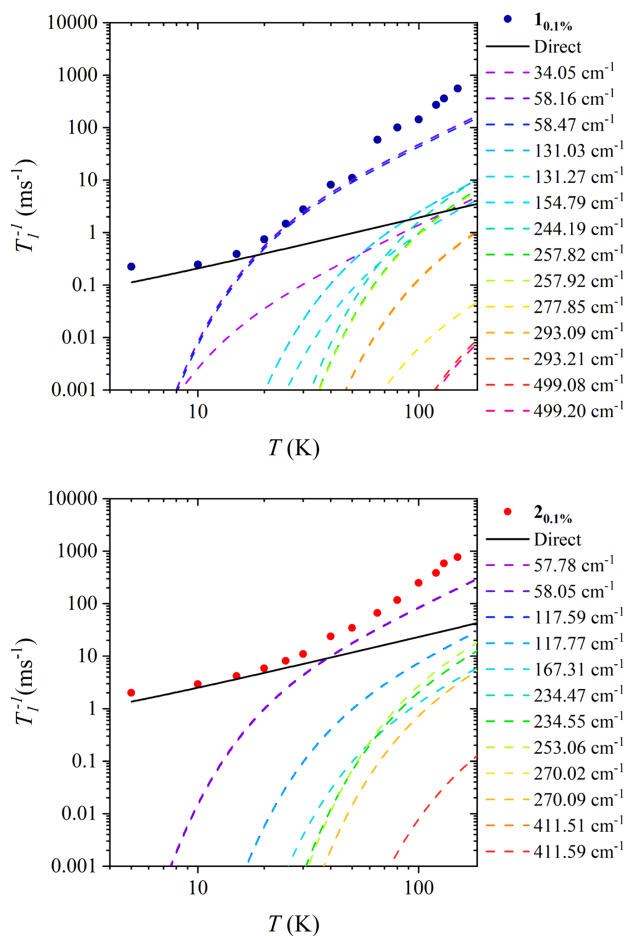 10000
1000
100
10
1
0.1
0.01
0.001
T₁⁻¹ (ms⁻¹)
10
100
T (K)
1₀.₁%
Direct
34.05 cm⁻¹
58.16 cm⁻¹
58.47 cm⁻¹
131.03 cm⁻¹
131.27 cm⁻¹
154.79 cm⁻¹
244.19 cm⁻¹
257.82 cm⁻¹
257.92 cm⁻¹
277.85 cm⁻¹
293.09 cm⁻¹
293.21 cm⁻¹
499.08 cm⁻¹
499.20 cm⁻¹
10000
1000
100
10
1
0.1
0.01
0.001
T₁⁻¹(ms⁻¹)
10
100
T (K)
2₀.₁%
Direct
57.78 cm⁻¹
58.05 cm⁻¹
117.59 cm⁻¹
117.77 cm⁻¹
167.31 cm⁻¹
234.47 cm⁻¹
234.55 cm⁻¹
253.06 cm⁻¹
270.02 cm⁻¹
270.09 cm⁻¹
411.51 cm⁻¹
411.59 cm⁻¹